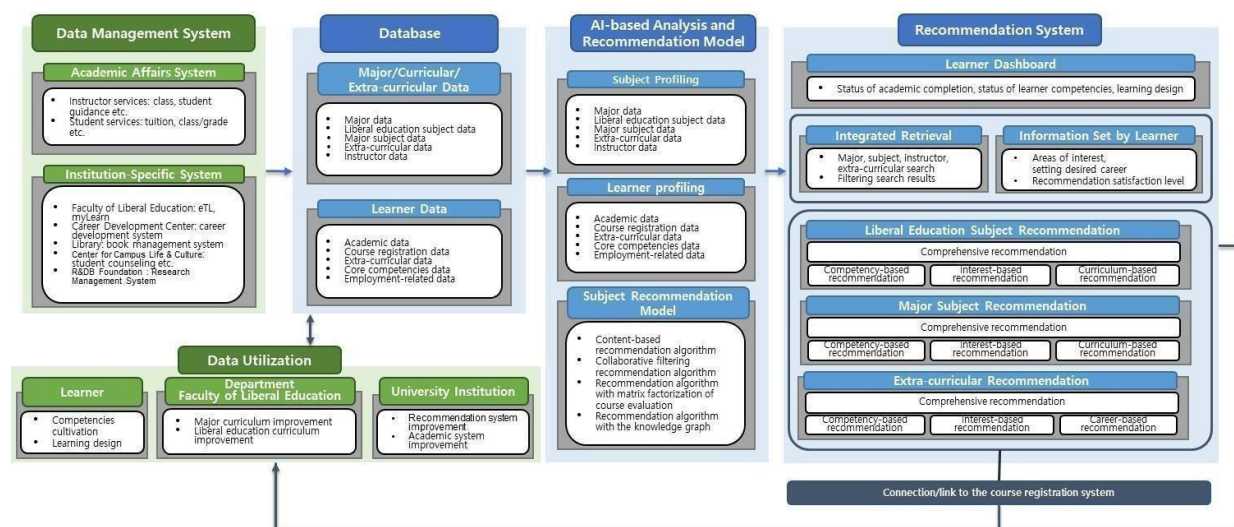 Data Management System
Academic Affairs System
• Instructor services: class, student
guidance etc.
• Student services: tuition, class/grade
etc.
Institution-Specific System
• Faculty of Liberal Education: eTL,
myLearn
• Career Development Center: career
development system
• Library: book management system
• Center for Campus Life & Culture:
student counseling etc.
• R&DB Foundation : Research
Management System
Database
Major/Curricular/
Extra-curricular Data
• Major data
• Liberal education subject data
• Major subject data
• Extra-curricular data
• Instructor data
Learner Data
• Academic data
• Course registration data
• Extra-curricular data
• Core competencies data
• Employment-related data
AI-based Analysis and
Recommendation Model
Subject Profiling
• Major data
• Liberal education subject data
• Major subject data
• Extra-curricular data
• Instructor data
Learner profiling
• Academic data
• Course registration data
• Extra-curricular data
• Core competencies data
• Employment-related data
Subject Recommendation
Model
• Content-based
recommendation algorithm
• Collaborative filtering
recommendation algorithm
• Recommendation algorithm
with matrix factorization of
course evaluation
• Recommendation algorithm
with the knowledge graph
Recommendation System
Learner Dashboard
• Status of academic completion, status of learner competencies, learning design
Integrated Retrieval
• Major, subject, instructor,
extra-curricular search
• Filtering search results
Information Set by Learner
• Areas of interest,
setting desired career
• Recommendation satisfaction level
Liberal Education Subject Recommendation
Comprehensive recommendation
Competency-based
recommendation
Interest-based
recommendation
Curriculum-based
recommendation
Major Subject Recommendation
Comprehensive recommendation
Competency-based
recommendation
Interest-based
recommendation
Curriculum-based
recommendation
Extra-curricular Recommendation
Comprehensive recommendation
Competency-based
recommendation
Interest-based
recommendation
Career-based
recommendation
Connection/link to the course registration system
Data Utilization
Learner
• Competencies
cultivation
• Learning design
Department
Faculty of Liberal Education
• Major curriculum improvement
• Liberal education curriculum
improvement
University Institution
• Recommendation system
improvement
• Academic system
improvement